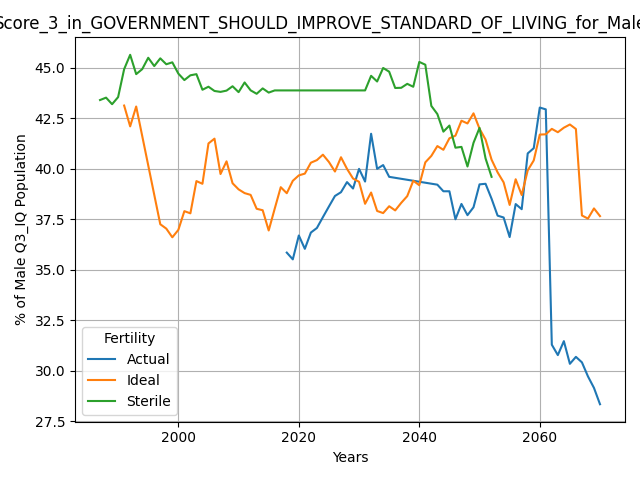 Score_3_in_GOVERNMENT_SHOULD_IMPROVE_STANDARD_OF_LIVING_for_Male
% of Male Q3_IQ Population
45.0
42.5
40.0
37.5
35.0
32.5
30.0
27.5
Fertility
Actual
Ideal
Sterile
2000
2020
2040
2060
Years